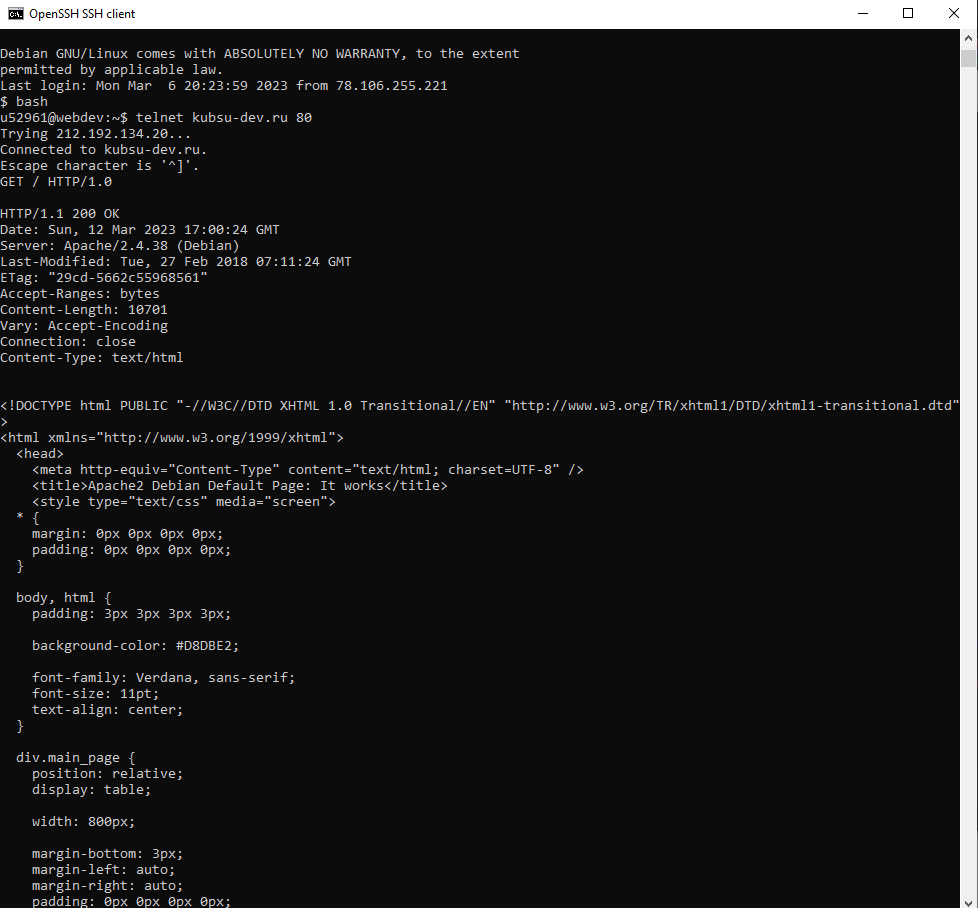 OpenSSH SSH client
Debian GNU/Linux comes with ABSOLUTELY NO WARRANTY, to the extent
permitted by applicable law.
Last login: Mon Mar  6 20:23:59 2023 from 78.106.255.221
$ bash
u52961@webdev:~$ telnet kubsu-dev.ru 80
Trying 212.192.134.20...
Connected to kubsu-dev.ru.
Escape character is '^]'.
GET / HTTP/1.0

HTTP/1.1 200 OK
Date: Sun, 12 Mar 2023 17:00:24 GMT
Server: Apache/2.4.38 (Debian)
Last-Modified: Tue, 27 Feb 2018 07:11:24 GMT
ETag: "29cd-5662c55968561"
Accept-Ranges: bytes
Content-Length: 10701
Vary: Accept-Encoding
Connection: close
Content-Type: text/html


<!DOCTYPE html PUBLIC "-//W3C//DTD XHTML 1.0 Transitional//EN" "http://www.w3.org/TR/xhtml1/DTD/xhtml1-transitional.dtd"
>
<html xmlns="http://www.w3.org/1999/xhtml">
  <head>
    <meta http-equiv="Content-Type" content="text/html; charset=UTF-8" />
    <title>Apache2 Debian Default Page: It works</title>
    <style type="text/css" media="screen">
  * {
    margin: 0px 0px 0px 0px;
    padding: 0px 0px 0px 0px;
  }

  body, html {
    padding: 3px 3px 3px 3px;

    background-color: #D8DBE2;

    font-family: Verdana, sans-serif;
    font-size: 11pt;
    text-align: center;
  }

  div.main_page {
    position: relative;
    display: table;

    width: 800px;

    margin-bottom: 3px;
    margin-left: auto;
    margin-right: auto;
    padding: 0px 0px 0px 0px;